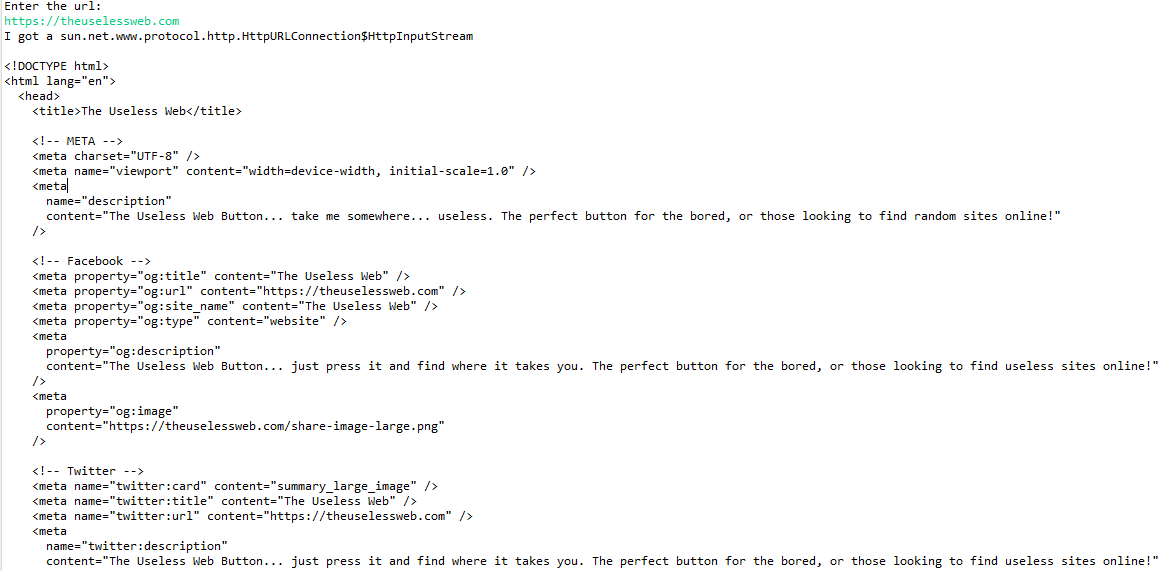 Enter the url:
https://theuselessweb.com
I got a sun.net.www.protocol.http.HttpURLConnection$HttpInputStream
<!DOCTYPE html>
<html lang="en">
<head>
<title>The Useless Web</title>
<!-- META -->
<meta charset="UTF-8" />
<meta name="viewport" content="width=device-width, initial-scale=1.0" />
<meta
name="description"
content="The Useless Web Button... take me somewhere... useless. The perfect button for the bored, or those looking to find random sites online!"
/>
<!-- Facebook -->
<meta property="og:title" content="The Useless Web" />
<meta property="og:url" content="https://theuselessweb.com" />
<meta property="og:site_name" content="The Useless Web" />
<meta property="og:type" content="website" />
<meta
property="og:description"
content="The Useless Web Button... just press it and find where it takes you. The perfect button for the bored, or those looking to find useless sites online!"
/>
<meta
property="og:image"
content="https://theuselessweb.com/share-image-large.png"
/>
<!-- Twitter -->
<meta name="twitter:card" content="summary_large_image" />
<meta name="twitter:title" content="The Useless Web" />
<meta name="twitter:url" content="https://theuselessweb.com" />
<meta
name="twitter:description"
content="The Useless Web Button... just press it and find where it takes you. The perfect button for the bored, or those looking to find useless sites online!"